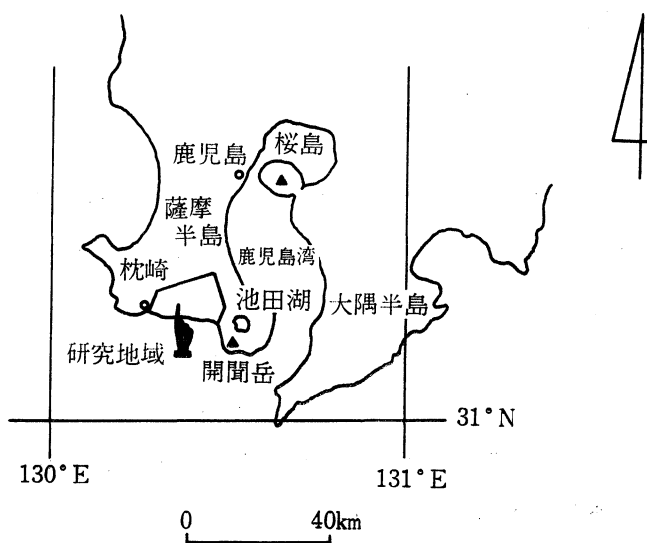 桜島
鹿児島
薩摩
半島
鹿児島湾
枕崎
池田湖
大隅半島
研究地域
開聞岳
31°N
130°E
131°E
0 40km